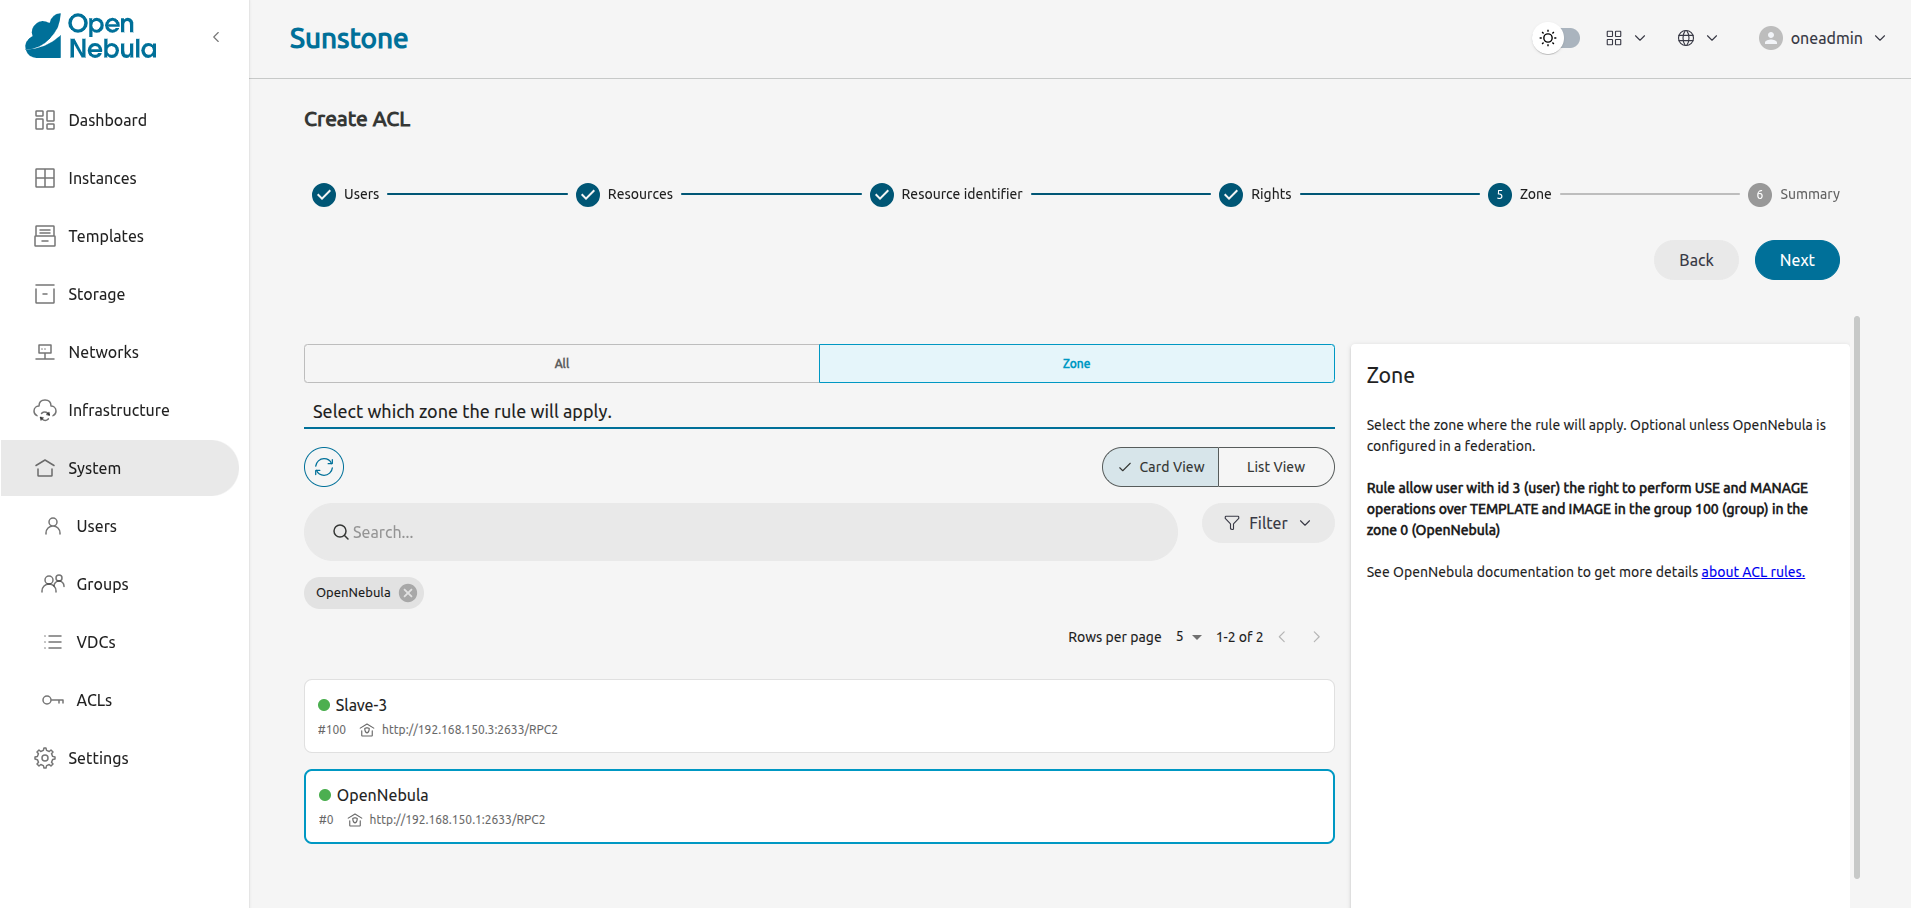 Open
Nebula
Sunstone
oneadmin
Dashboard
Instances
Templates
Storage
Networks
Infrastructure
System
Users
Groups
VDCs
ACLs
Settings
Create ACL
Users
Resources
Resource identifier
Rights
5 Zone
6 Summary
Back
Next
All
Zone
Select which zone the rule will apply.
Card View
List View
Search...
Filter
OpenNebula
Rows per page 5 1-2 of 2
Slave-3
#100 http://192.168.150.3:2633/RPC2
OpenNebula
#0 http://192.168.150.1:2633/RPC2
Zone
Select the zone where the rule will apply. Optional unless OpenNebula is
configured in a federation.
Rule allow user with id 3 (user) the right to perform USE and MANAGE
operations over TEMPLATE and IMAGE in the group 100 (group) in the
zone 0 (OpenNebula)
See OpenNebula documentation to get more details about ACL rules.